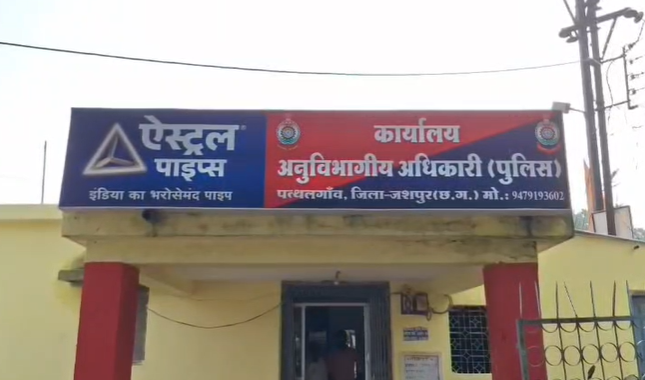 ऐस्ट्रल®
पाइप्स
इंडिया का भरोसेमंद पाइप
कार्यालय
अनुविभागीय अधिकारी (पुलिस)
पत्थलगाँव, जिला-जशपुर(छ.ग.) मो.: 9479193602